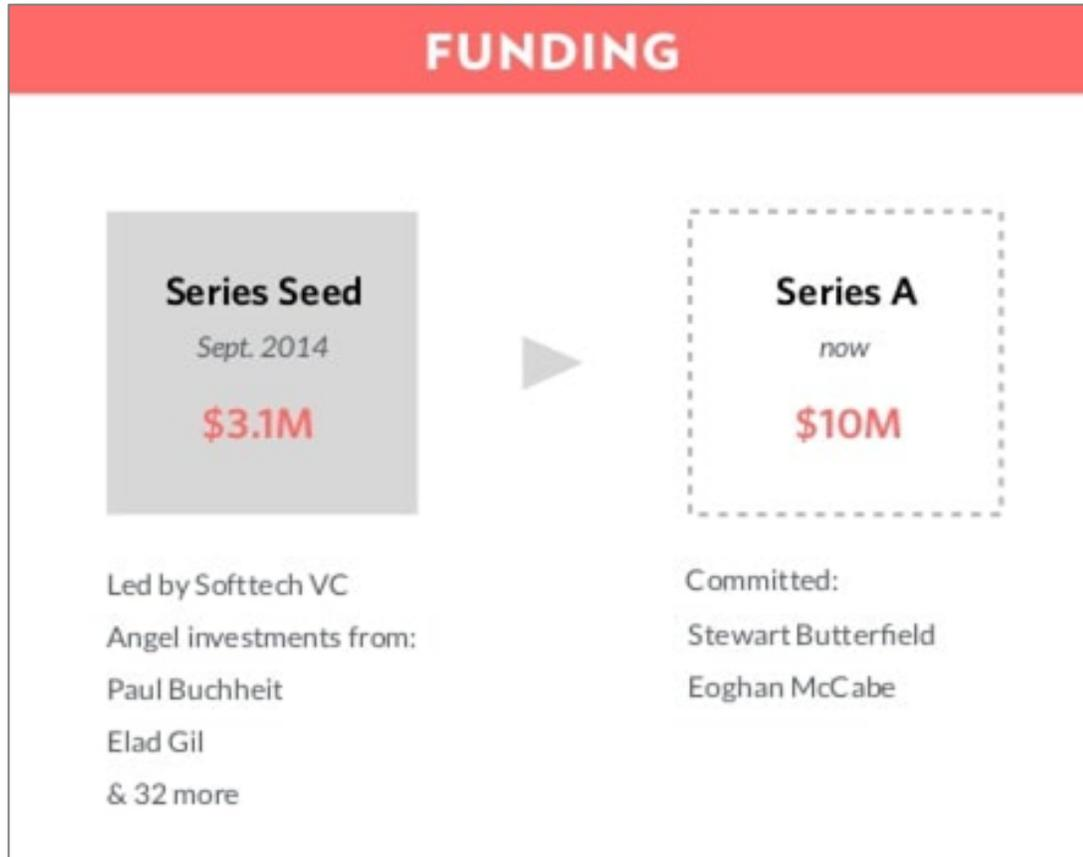 FUNDING
Series Seed
Sept. 2014
$3.1M
Led by Softtech VC
Angel investments from:
Paul Buchheit
Elad Gil
& 32 more
Series A
now
$10M
Committed:
Stewart Butterfield
Eoghan McCabe